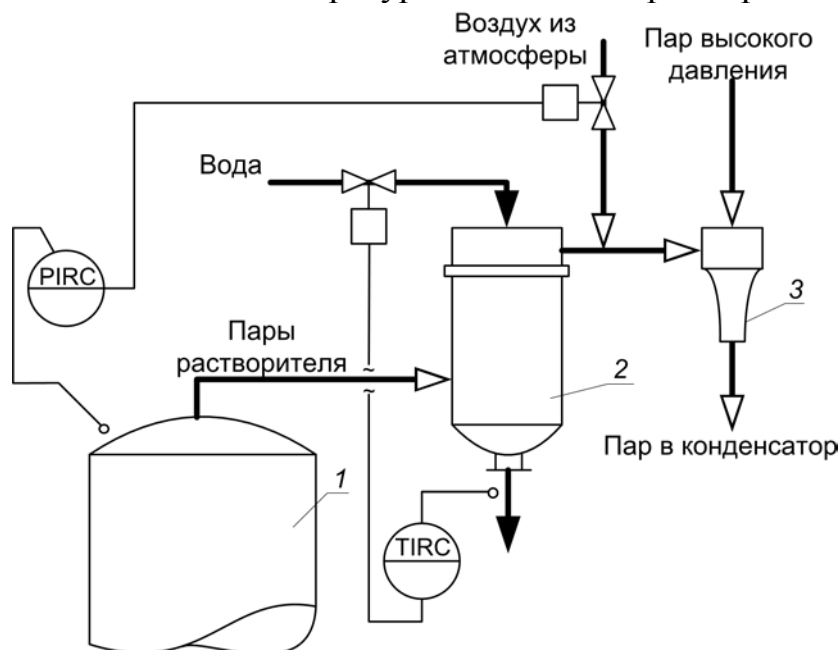 Воздух из
атмосферы
Пар высокого
давления
Вода
PIRC
3
Пары
растворителя
~
~
2
Пар в конденсатор
1
TIRC